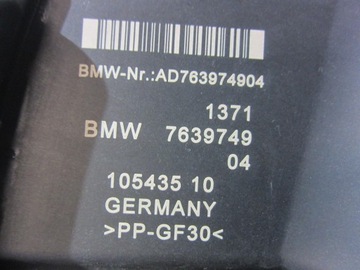 BMW-Nr.:AD763974904
1371
BMW 7639749
04
105435 10
GERMANY
>PP-GF30<